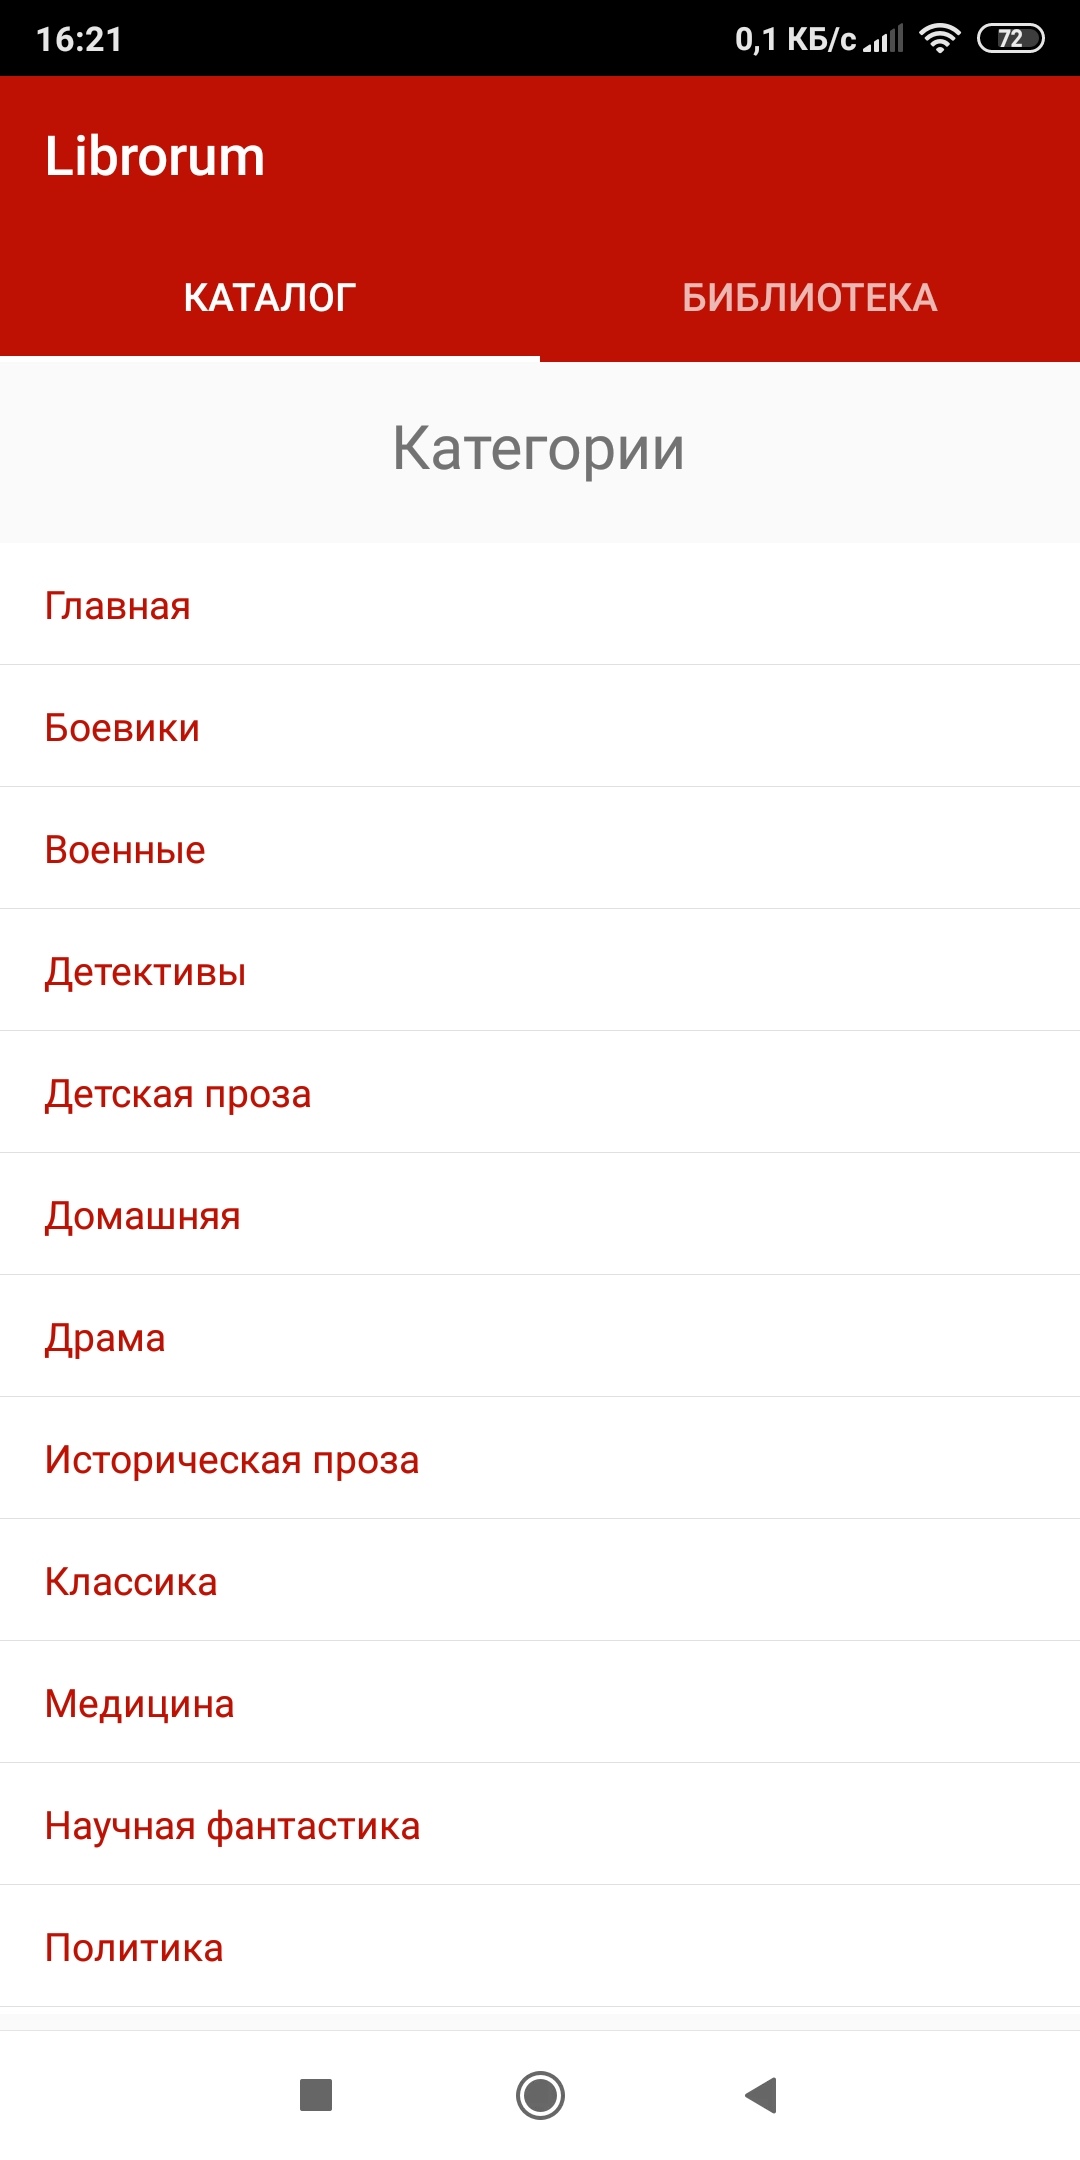 16:21 0,1 КБ/с 72
Librorum
КАТАЛОГ БИБЛИОТЕКА
Категории
Главная
Боевики
Военные
Детективы
Детская проза
Домашняя
Драма
Историческая проза
Классика
Медицина
Научная фантастика
Политика